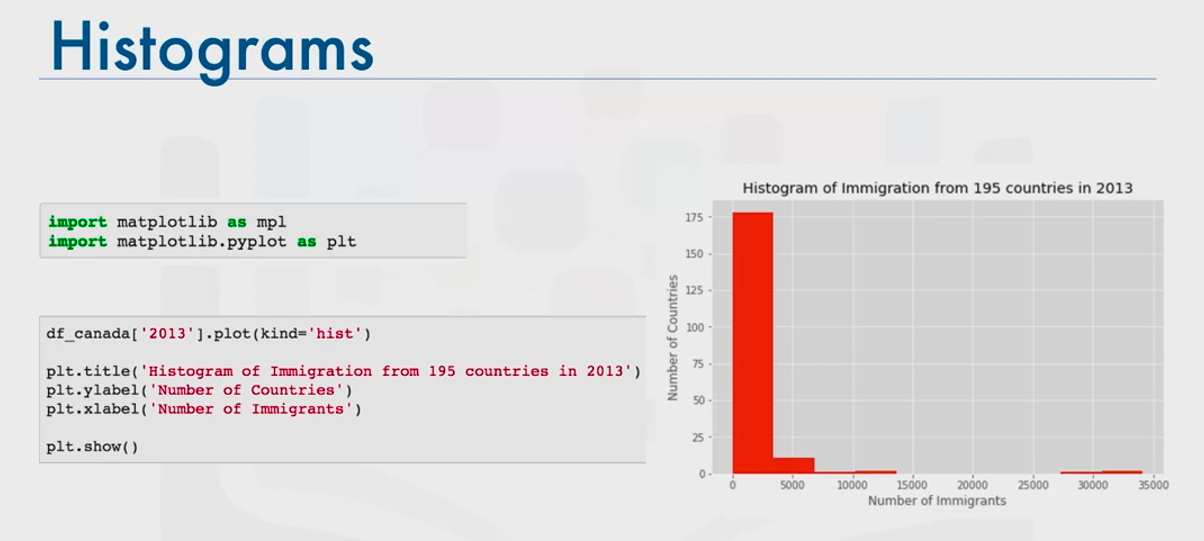 Histograms
import matplotlib as mpl
import matplotlib.pyplot as plt
df_canada['2013'].plot(kind='hist')
plt.title('Histogram of Immigration from 195 countries in 2013')
plt.ylabel('Number of Countries')
plt.xlabel('Number of Immigrants')
plt.show()
Histogram of Immigration from 195 countries in 2013
Number of Countries
175
150
125
100
75
50
25
0
0 5000 10000 15000 20000 25000 30000 35000
Number of Immigrants